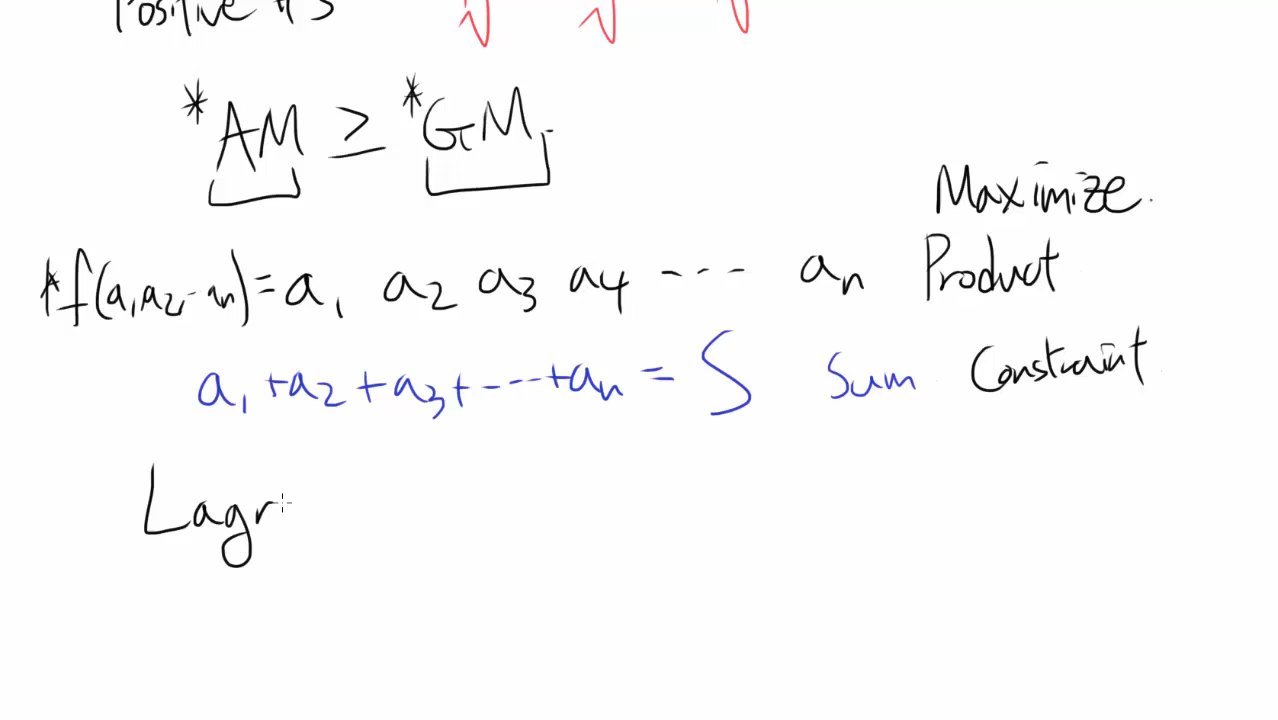 Positive #'s
*AM ≥ *GM
*f(a₁,a₂,--aₙ) = a₁ a₂ a₃ a₄ --- aₙ Maximize Product
a₁ + a₂ + a₃ + ---- + aₙ = S Sum Constraint
Lagr